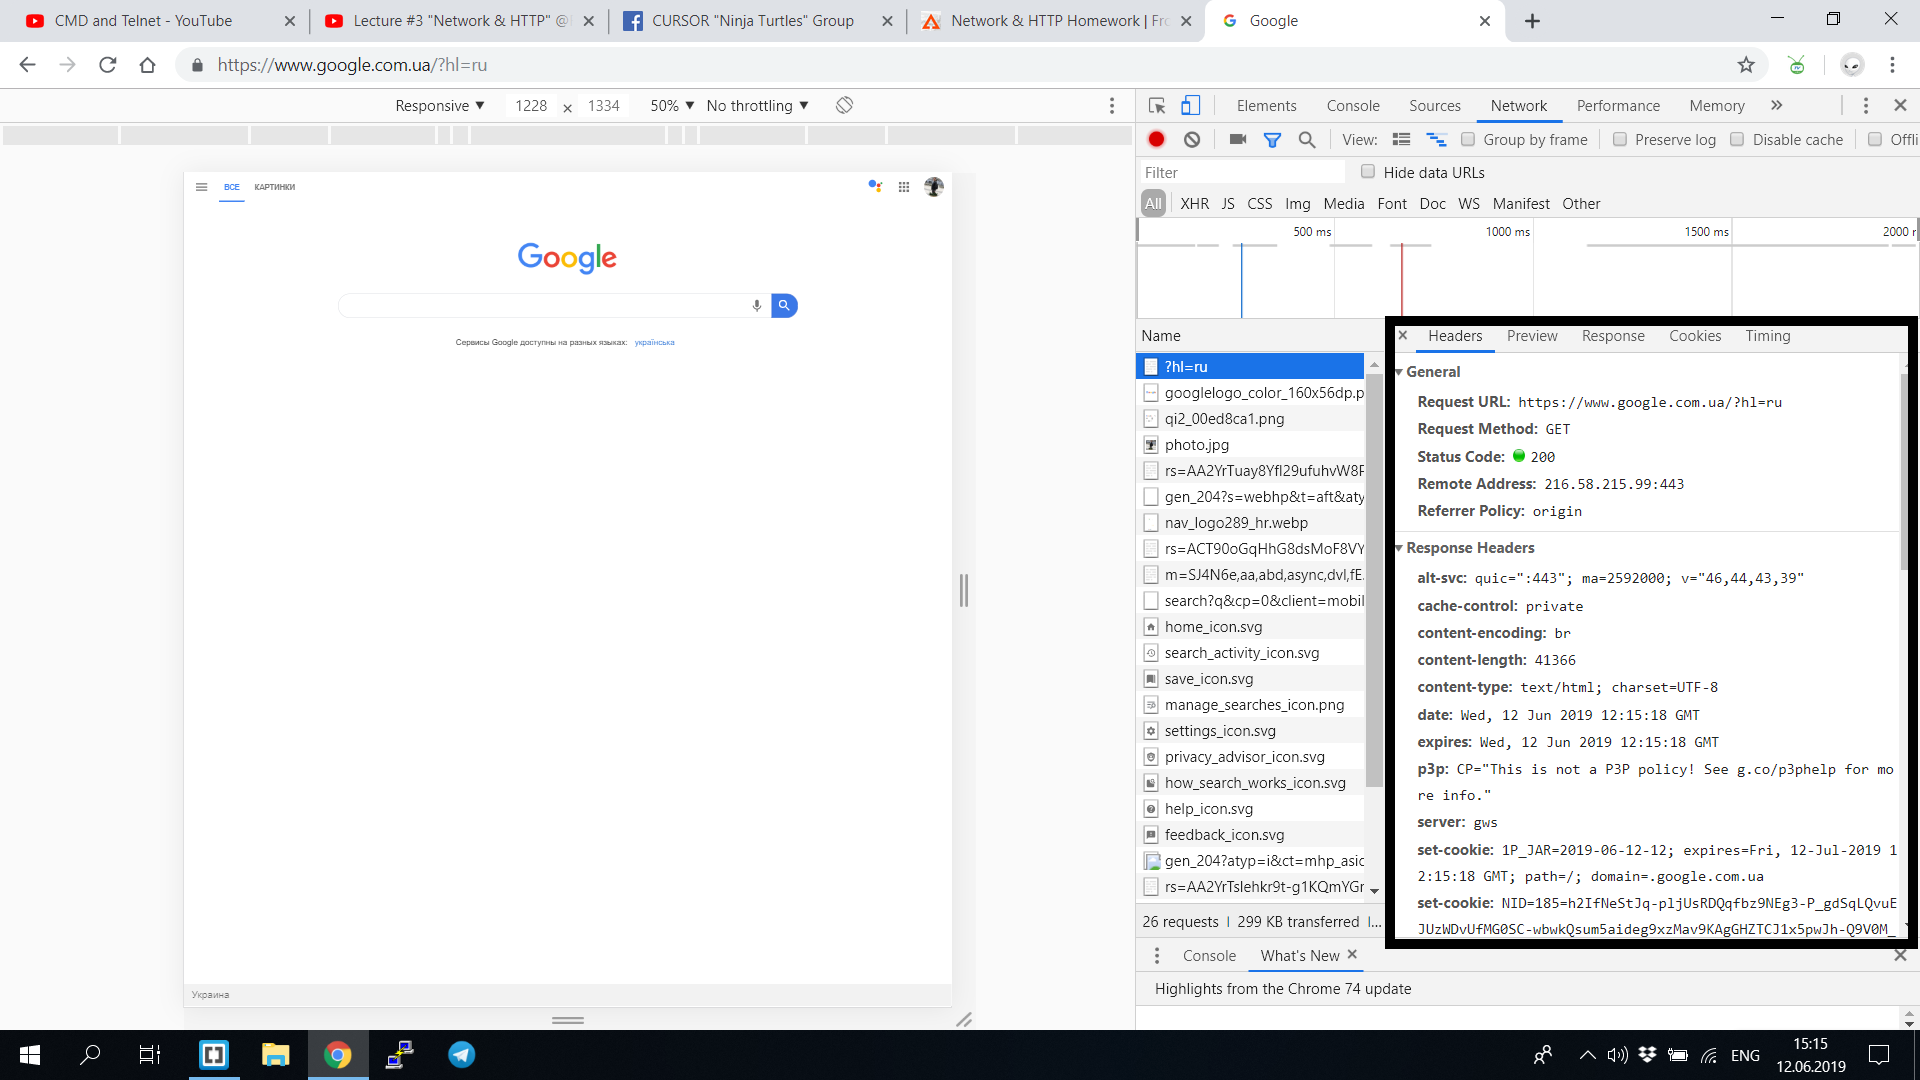 CMD and Telnet - YouTube
Lecture #3 "Network & HTTP" @
CURSOR "Ninja Turtles" Group
Network & HTTP Homework | Fro
Google
https://www.google.com.ua/?hl=ru
Responsive ▼ 1228 × 1334 50% ▼ No throttling ▼
Elements Console Sources Network Performance Memory »
View: Group by frame Preserve log Disable cache Offli
Filter Hide data URLs
All XHR JS CSS Img Media Font Doc WS Manifest Other
500 ms 1000 ms 1500 ms 2000 r
ВСЕ КАРТИНКИ
Google
Сервисы Google доступны на разных языках: українська
Украина
Name
?hl=ru
googlelogo_color_160x56dp.p
qi2_00ed8ca1.png
photo.jpg
rs=AA2YrTuay8Yfl29ufuhvW8F
gen_204?s=webhp&t=aft&aty
nav_logo289_hr.webp
rs=ACT90oGqHhG8dsMoF8VY
m=SJ4N6e,aa,abd,async,dvl,fE.
search?q&cp=0&client=mobil
home_icon.svg
search_activity_icon.svg
save_icon.svg
manage_searches_icon.png
settings_icon.svg
privacy_advisor_icon.svg
how_search_works_icon.svg
help_icon.svg
feedback_icon.svg
gen_204?atyp=i&ct=mhp_asic
rs=AA2YrTslehkr9t-g1KQmYGr
26 requests | 299 KB transferred |...
Headers Preview Response Cookies Timing
General
Request URL: https://www.google.com.ua/?hl=ru
Request Method: GET
Status Code: 200
Remote Address: 216.58.215.99:443
Referrer Policy: origin
Response Headers
alt-svc: quic=":443"; ma=2592000; v="46,44,43,39"
cache-control: private
content-encoding: br
content-length: 41366
content-type: text/html; charset=UTF-8
date: Wed, 12 Jun 2019 12:15:18 GMT
expires: Wed, 12 Jun 2019 12:15:18 GMT
p3p: CP="This is not a P3P policy! See g.co/p3phelp for mo
re info."
server: gws
set-cookie: 1P_JAR=2019-06-12-12; expires=Fri, 12-Jul-2019 1
2:15:18 GMT; path=/; domain=.google.com.ua
set-cookie: NID=185=h2IfNeStJq-pljUsRDQqfbz9NEg3-P_gdSqLQvuE
JUzWDvUfMG0SC-wbwkQsum5aideg9xzMav9KAgGHZTCJ1x5pwJh-Q9V0M_
Console What's New
Highlights from the Chrome 74 update
ENG
15:15
12.06.2019